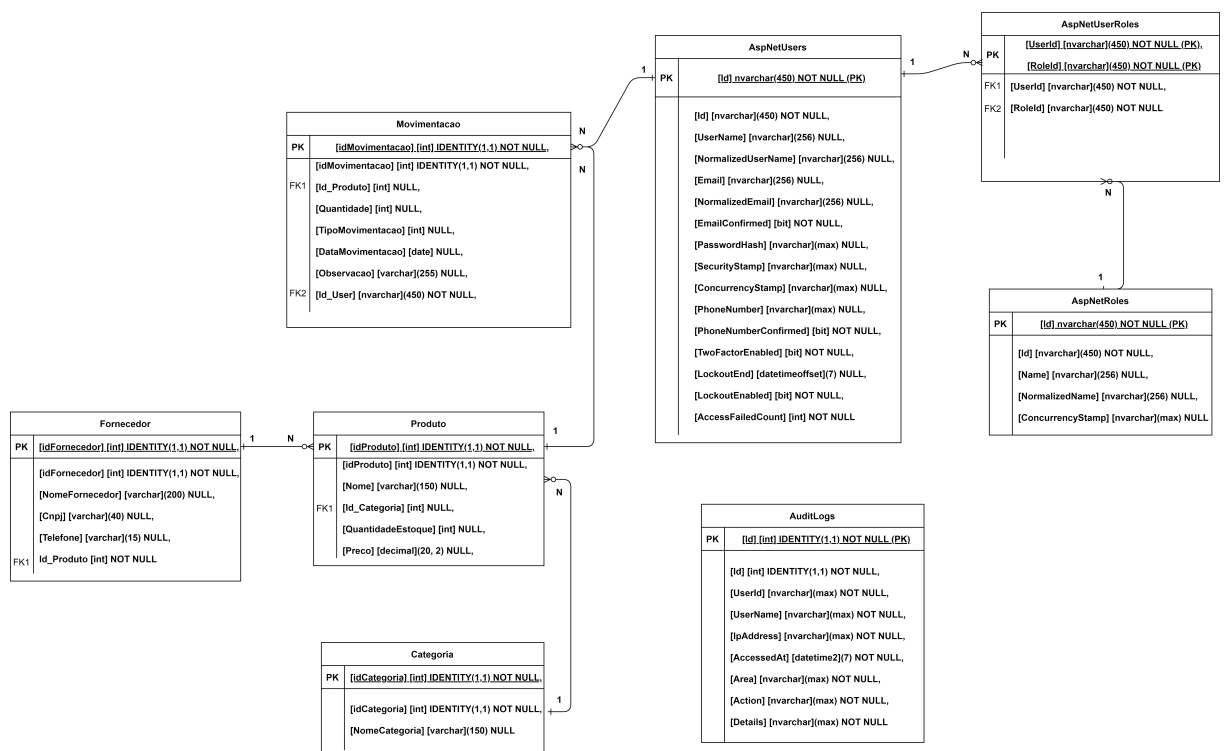 AspNetUserRoles
PK
[UserId] [nvarchar](450) NOT NULL (PK),
[RoleId] [nvarchar](450) NOT NULL (PK)
FK1 [UserId] [nvarchar](450) NOT NULL,
FK2 [RoleId] [nvarchar](450) NOT NULL
1
N
AspNetUsers
PK [Id] nvarchar(450) NOT NULL (PK)
[Id] [nvarchar](450) NOT NULL,
[UserName] [nvarchar](256) NULL,
[NormalizedUserName] [nvarchar](256) NULL,
[Email] [nvarchar](256) NULL,
[NormalizedEmail] [nvarchar](256) NULL,
[EmailConfirmed] [bit] NOT NULL,
[PasswordHash] [nvarchar](max) NULL,
[SecurityStamp] [nvarchar](max) NULL,
[ConcurrencyStamp] [nvarchar](max) NULL,
[PhoneNumber] [nvarchar](max) NULL,
[PhoneNumberConfirmed] [bit] NOT NULL,
[TwoFactorEnabled] [bit] NOT NULL,
[LockoutEnd] [datetimeoffset](7) NULL,
[LockoutEnabled] [bit] NOT NULL,
[AccessFailedCount] [int] NOT NULL
1
N
N
Movimentacao
PK [idMovimentacao] [int] IDENTITY(1,1) NOT NULL,
[idMovimentacao] [int] IDENTITY(1,1) NOT NULL,
FK1 [Id_Produto] [int] NULL,
[Quantidade] [int] NULL,
[TipoMovimentacao] [int] NULL,
[DataMovimentacao] [date] NULL,
[Observacao] [varchar](255) NULL,
FK2 [Id_User] [nvarchar](450) NOT NULL,
N
1
AspNetRoles
PK [Id] nvarchar(450) NOT NULL (PK)
[Id] [nvarchar](450) NOT NULL,
[Name] [nvarchar](256) NULL,
[NormalizedName] [nvarchar](256) NULL,
[ConcurrencyStamp] [nvarchar](max) NULL
Fornecedor
PK [idFornecedor] [int] IDENTITY(1,1) NOT NULL,
[idFornecedor] [int] IDENTITY(1,1) NOT NULL,
[NomeFornecedor] [varchar](200) NULL,
[Cnpj] [varchar](40) NULL,
[Telefone] [varchar](15) NULL,
FK1 Id_Produto [int] NOT NULL
1
N
Produto
PK [idProduto] [int] IDENTITY(1,1) NOT NULL,
[idProduto] [int] IDENTITY(1,1) NOT NULL,
[Nome] [varchar](150) NULL,
FK1 [Id_Categoria] [int] NULL,
[QuantidadeEstoque] [int] NULL,
[Preco] [decimal](20, 2) NULL,
1
N
AuditLogs
PK [Id] [int] IDENTITY(1,1) NOT NULL (PK)
[Id] [int] IDENTITY(1,1) NOT NULL,
[UserId] [nvarchar](max) NOT NULL,
[UserName] [nvarchar](max) NOT NULL,
[IpAddress] [nvarchar](max) NOT NULL,
[AccessedAt] [datetime2](7) NOT NULL,
[Area] [nvarchar](max) NOT NULL,
[Action] [nvarchar](max) NOT NULL,
[Details] [nvarchar](max) NOT NULL
Categoria
PK [idCategoria] [int] IDENTITY(1,1) NOT NULL,
[idCategoria] [int] IDENTITY(1,1) NOT NULL,
[NomeCategoria] [varchar](150) NULL
1